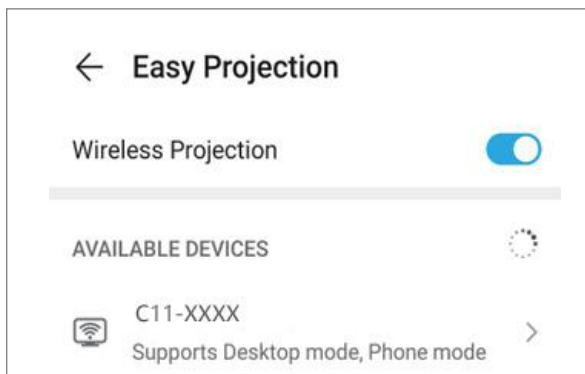 Easy Projection
Wireless Projection
AVAILABLE DEVICES
C11-XXXX
Supports Desktop mode, Phone mode